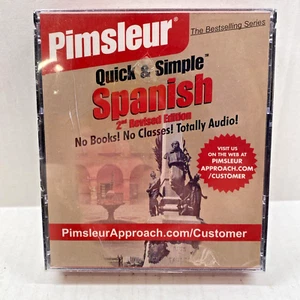 Pimsleur®
The Bestselling Series
Quick & Simple™
Spanish
2nd Revised Edition
No Books! No Classes! Totally Audio!
VISIT US
ON THE WEB AT
PIMSLEUR
APPROACH.COM
/CUSTOMER
PimsleurApproach.com/Customer